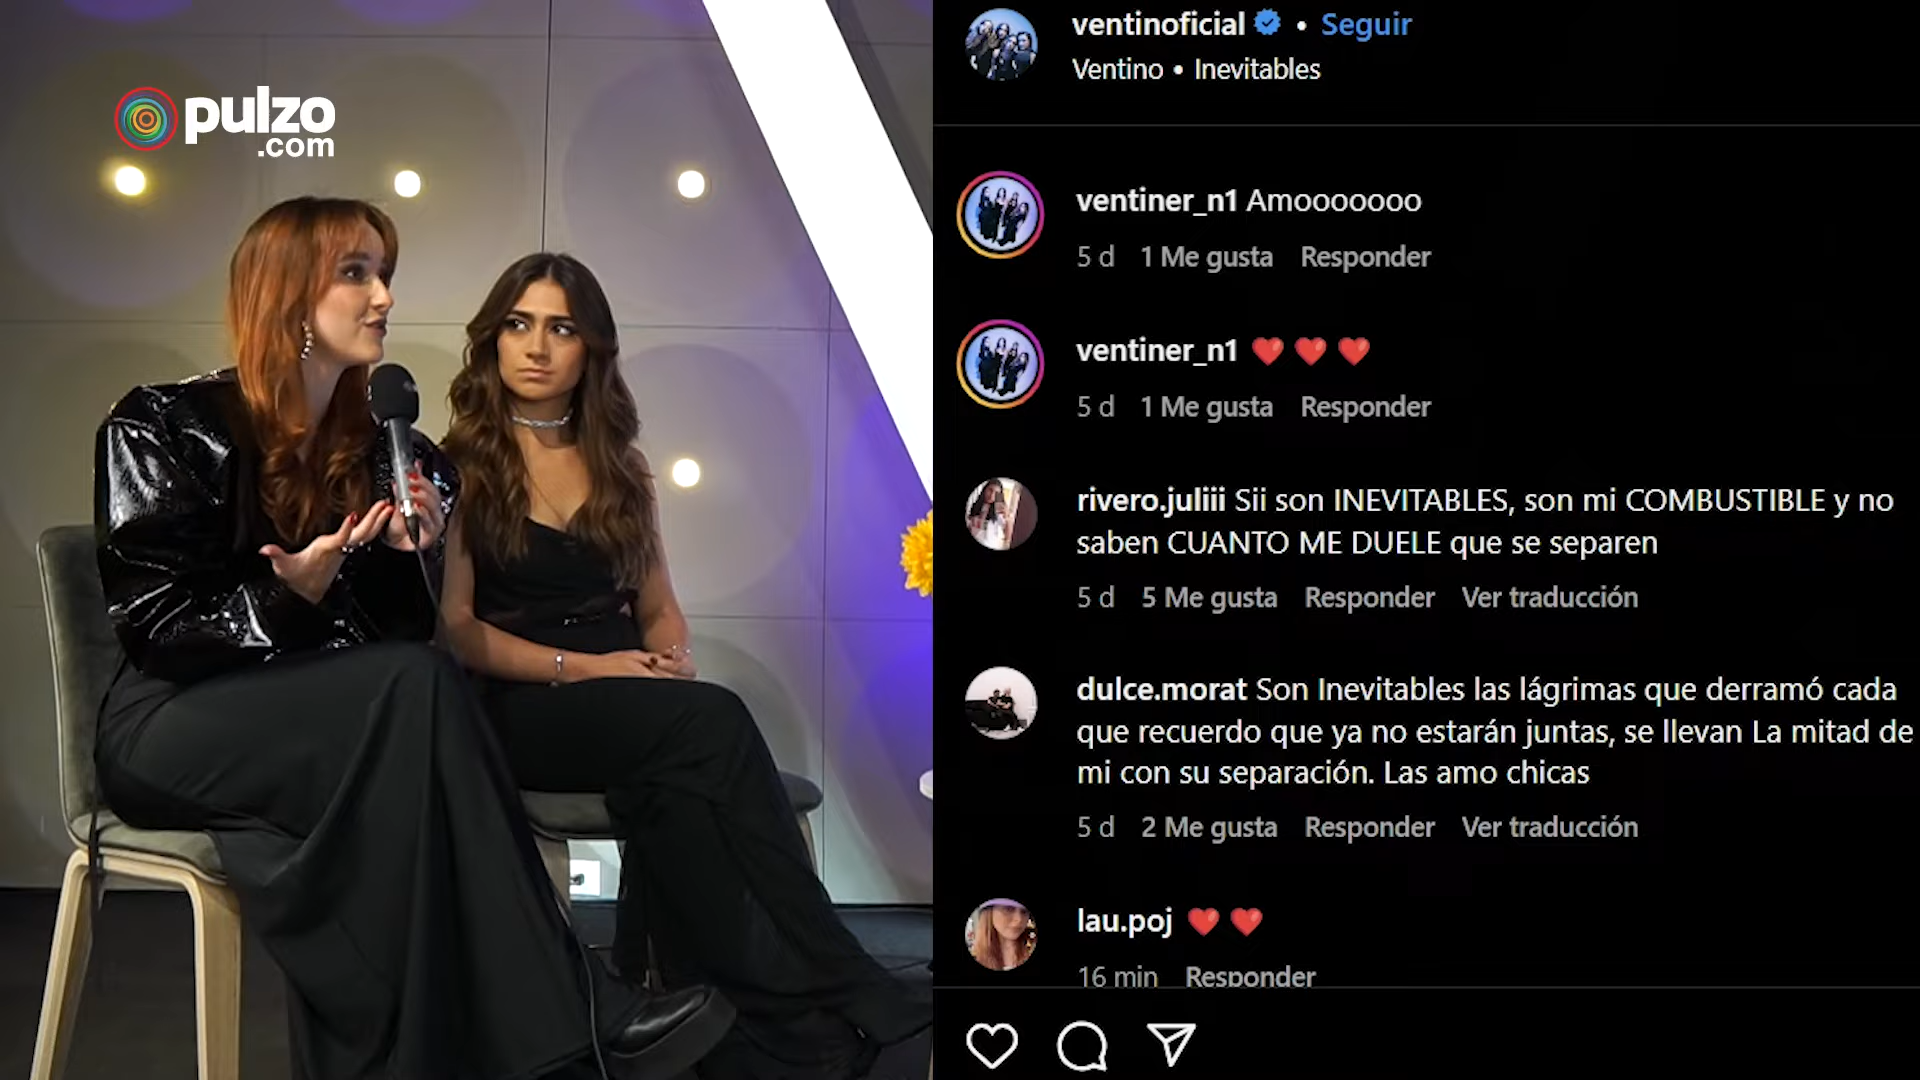 pulzo
.com
ventinoficial • Seguir
Ventino • Inevitables
ventiner_n1 Amooooooo
5 d 1 Me gusta Responder
ventiner_n1 ❤️ ❤️ ❤️
5 d 1 Me gusta Responder
rivero.juliii Sii son INEVITABLES, son mi COMBUSTIBLE y no
saben CUANTO ME DUELE que se separen
5 d 5 Me gusta Responder Ver traducción
dulce.morat Son Inevitables las lágrimas que derramó cada
que recuerdo que ya no estarán juntas, se llevan La mitad de
mi con su separación. Las amo chicas
5 d 2 Me gusta Responder Ver traducción
lau.poj ❤️ ❤️
16 min Responder